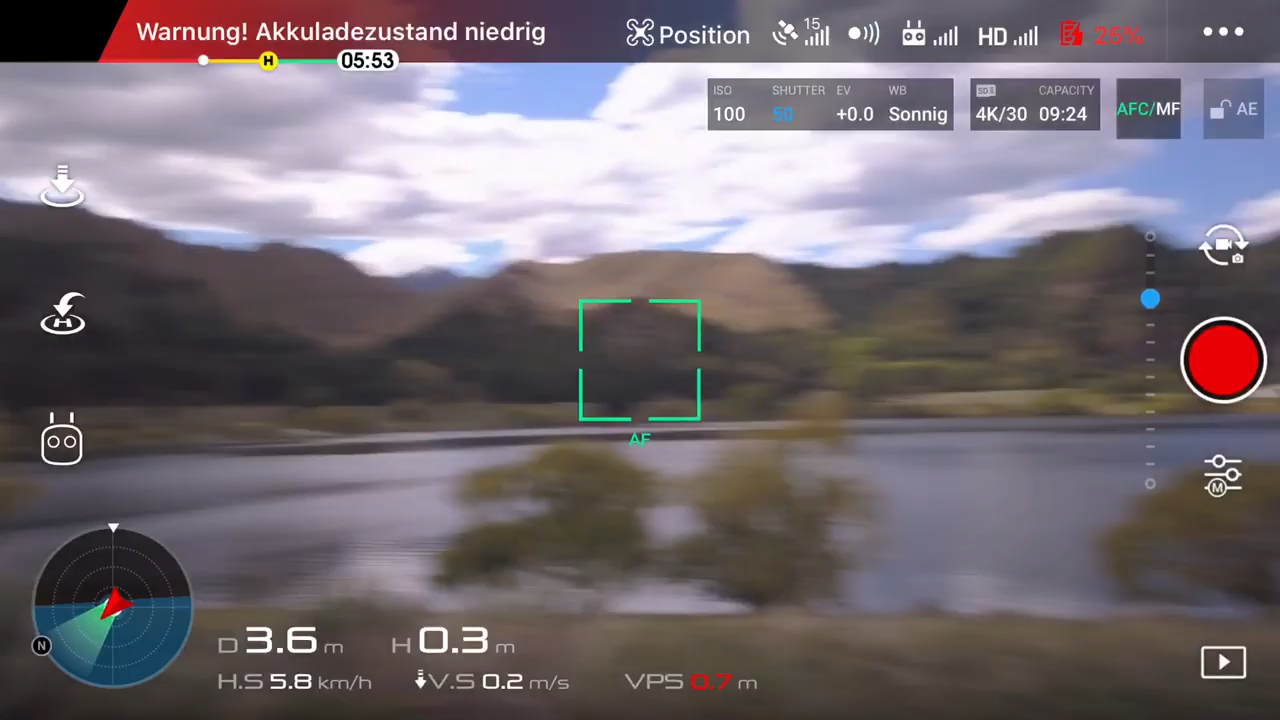 Warnung! Akkuladezustand niedrig
Position
15
HD
25%
H
05:53
ISO
100
SHUTTER
50
EV
+0.0
WB
Sonnig
SD
CAPACITY
4K/30
09:24
AFC/MF
AE
H
AF
M
N
D 3.6 m
H 0.3 m
H.S 5.8 km/h
V.S 0.2 m/s
VPS 0.7 m